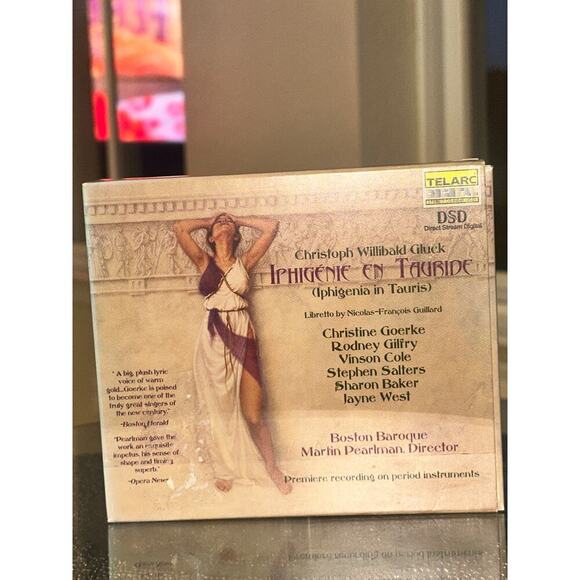 TELARC
DIGITAL
DSD
Direct Stream Digital
Christoph Willibald Gluck
IPHIGÉNIE EN TAURIDE
(Iphigenia in Tauris)
Libretto by Nicolas-François Guillard
Christine Goerke
Rodney Gilfry
Vinson Cole
Stephen Salters
Sharon Baker
Jayne West
Boston Baroque
Martin Pearlman, Director
Premiere recording on period instruments
"A big, plush lyric
voice of warm
gold...Goerke is poised
to become one of the
truly great singers of
the new century."
-Boston Herald
"Pearlman gave the
work an exquisite
impetus, his sense of
shape and timing
superb."
-Opera News